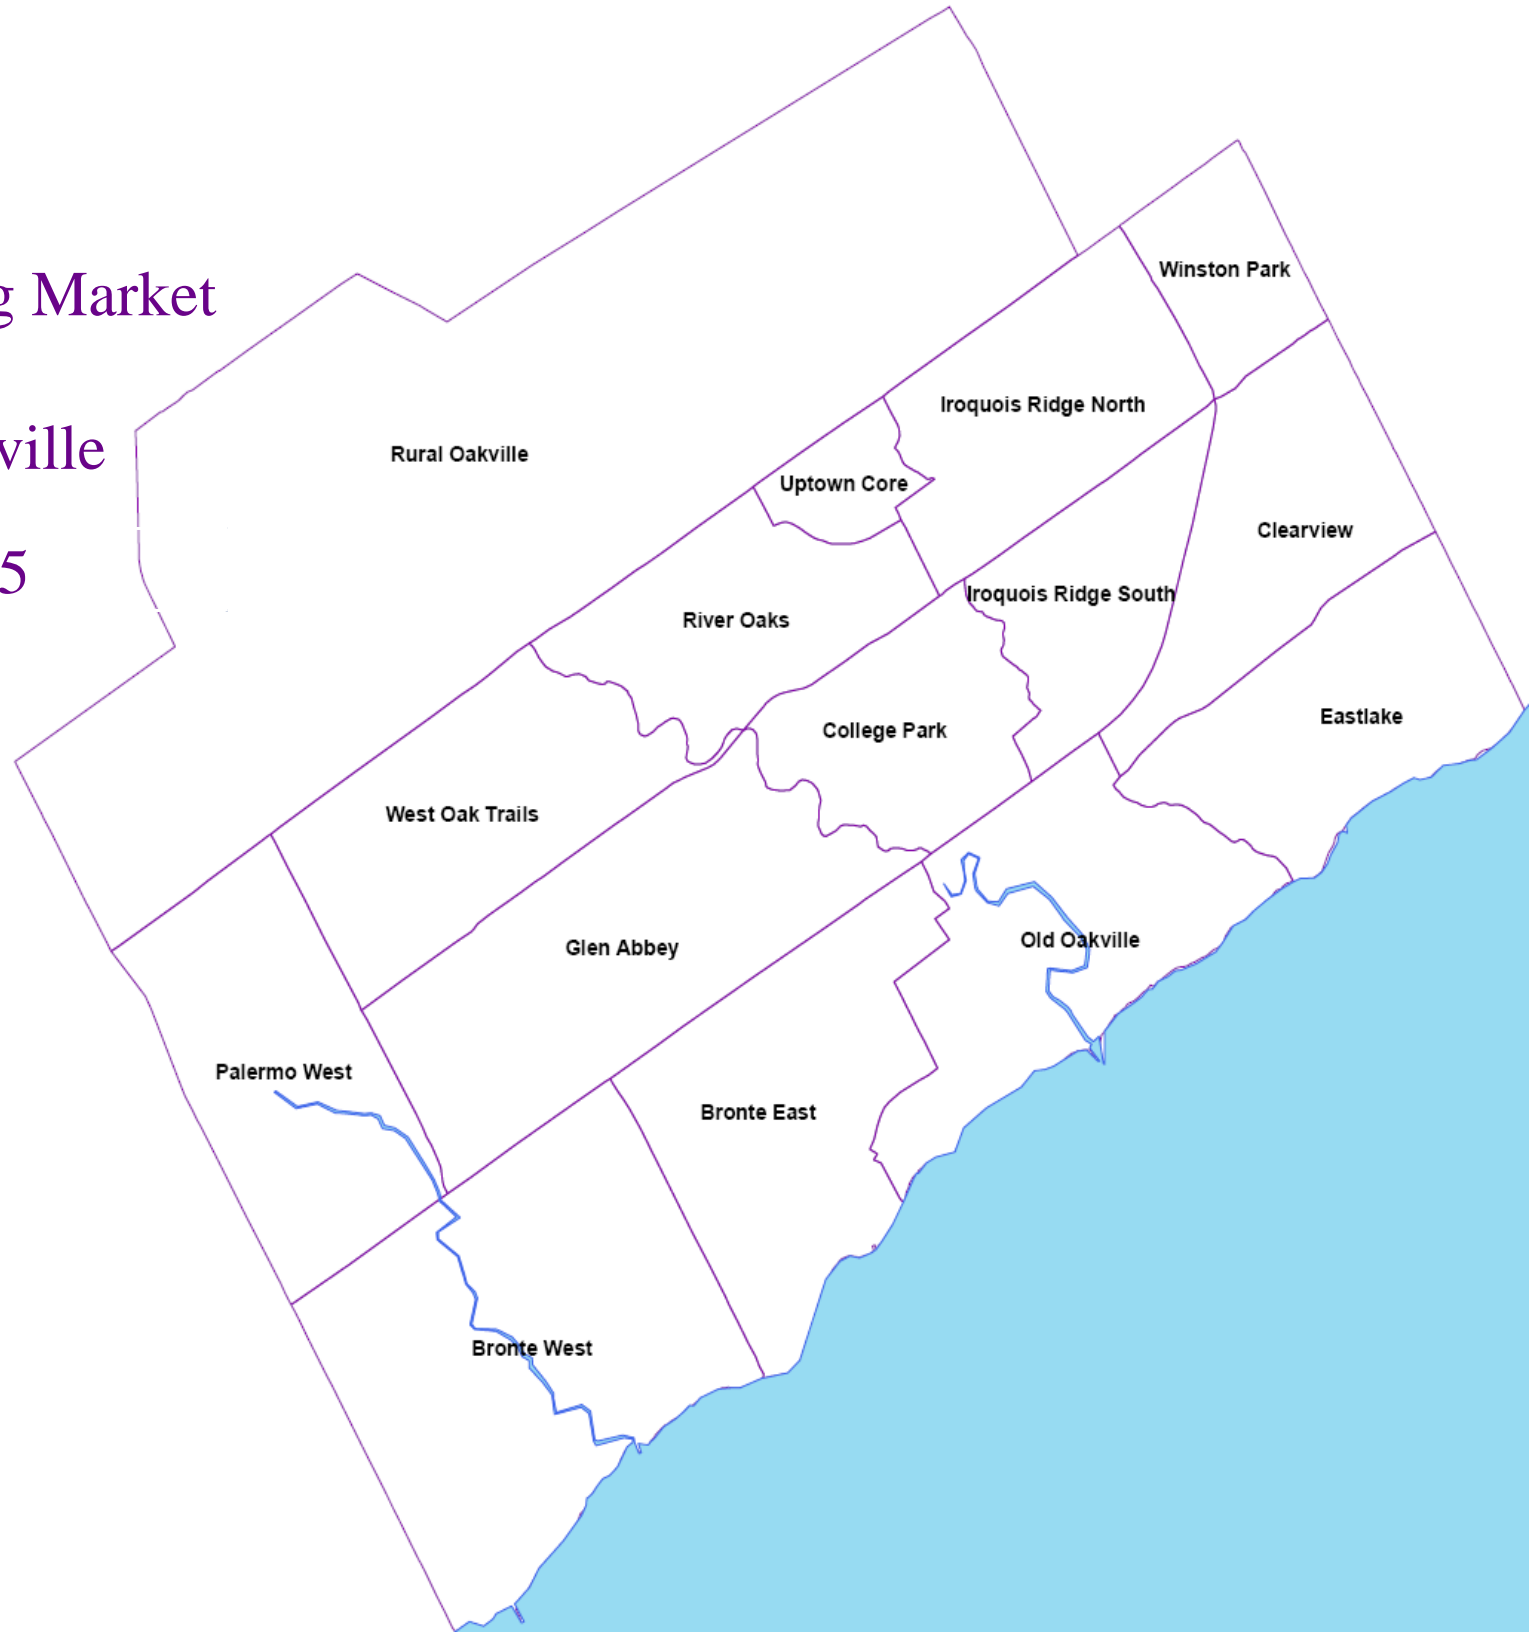 Winston Park
g Market
Iroquois Ridge North
Rural Oakville
ville
Uptown Core
Clearview
5
Iroquois Ridge South
River Oaks
Eastlake
College Park
West Oak Trails
Old Oakville
Glen Abbey
Palermo West
Bronte East
Bronte West